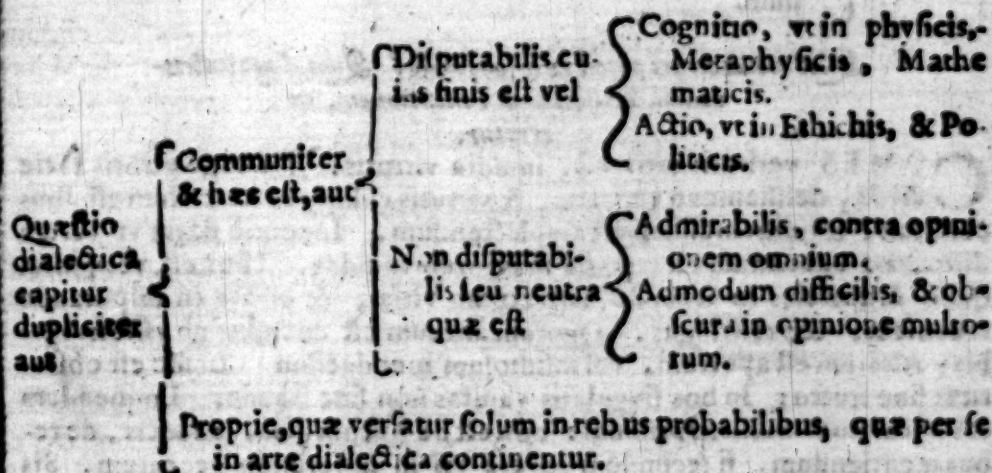 Quæſtio
dialectica
capitur
dupliciter
aut
Communiter
& hæc eſt, aut
Diſputabilis cu-
ius finis eſt vel
Cognitio, vt in phyſicis,
Metaphyſicis, Mathe
maticis.
Actio, vt in Ethichis, & Po-
liticis.
Non diſputabi-
lis ſeu neutra
quæ eſt
Admirabilis, contra opini-
onem omnium.
Admodum difficilis, & ob-
ſcura in opinione multo-
rum.
Proprie, quæ verſatur ſolum in rebus probabilibus, quæ per ſe
in arte dialectica continentur.